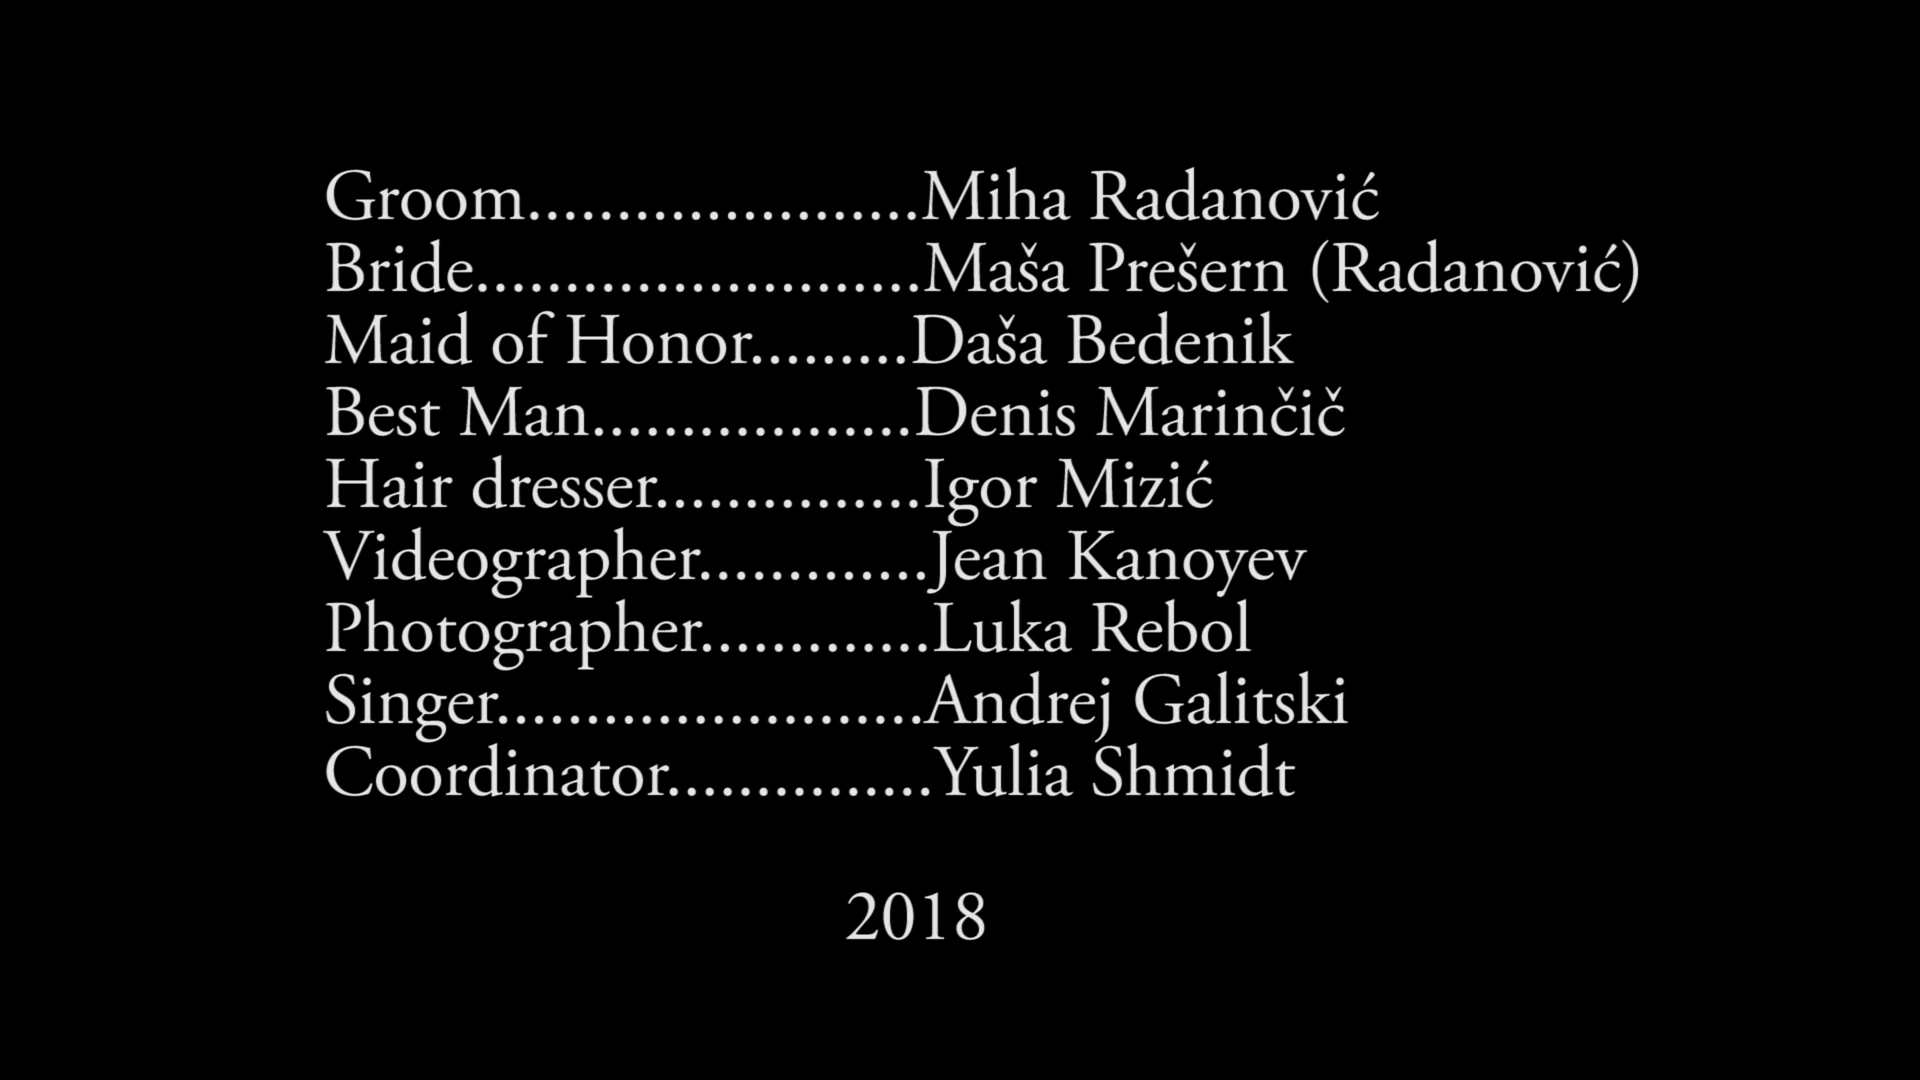 Groom......................Miha Radanović
Bride.........................Maša Prešern (Radanović)
Maid of Honor.........Daša Bedenik
Best Man..................Denis Marinčič
Hair dresser...............Igor Mizić
Videographer.............Jean Kanoyev
Photographer.............Luka Rebol
Singer........................Andrej Galitski
Coordinator...............Yulia Shmidt
2018